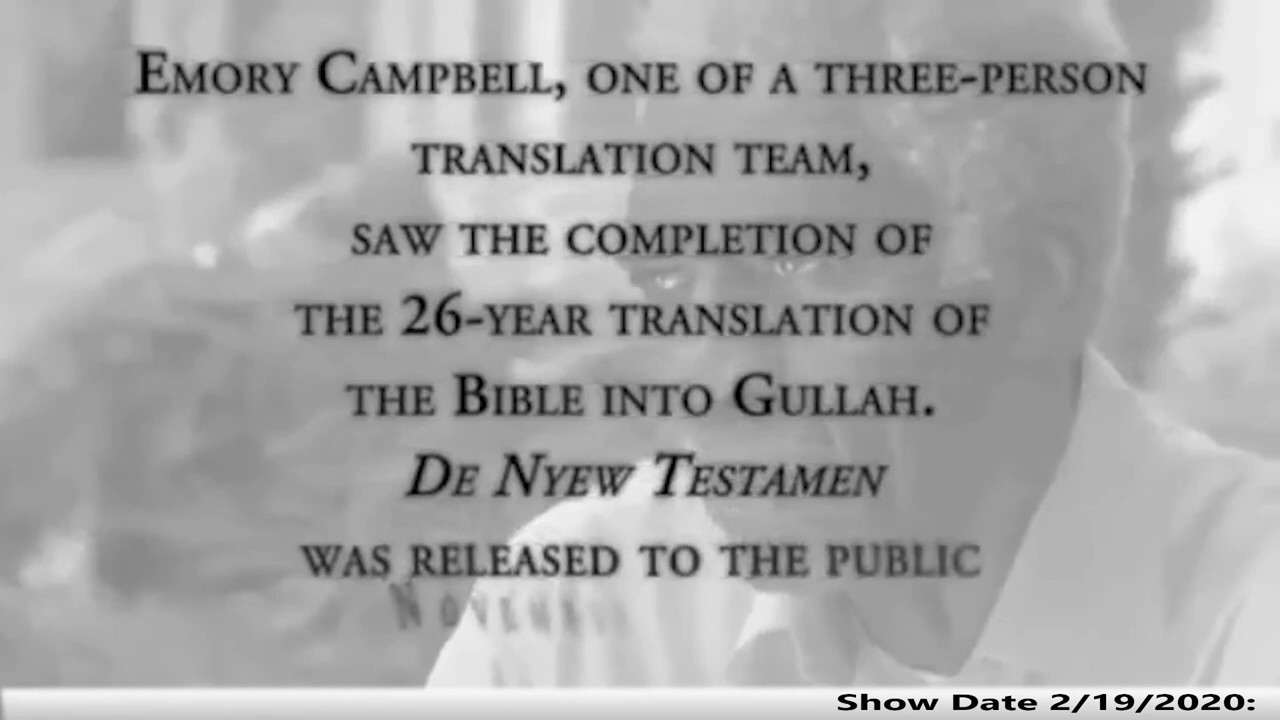 Emory Campbell, one of a three-person
translation team,
saw the completion of
the 26-year translation of
the Bible into Gullah.
De Nyew Testamen
was released to the public
Show Date 2/19/2020: